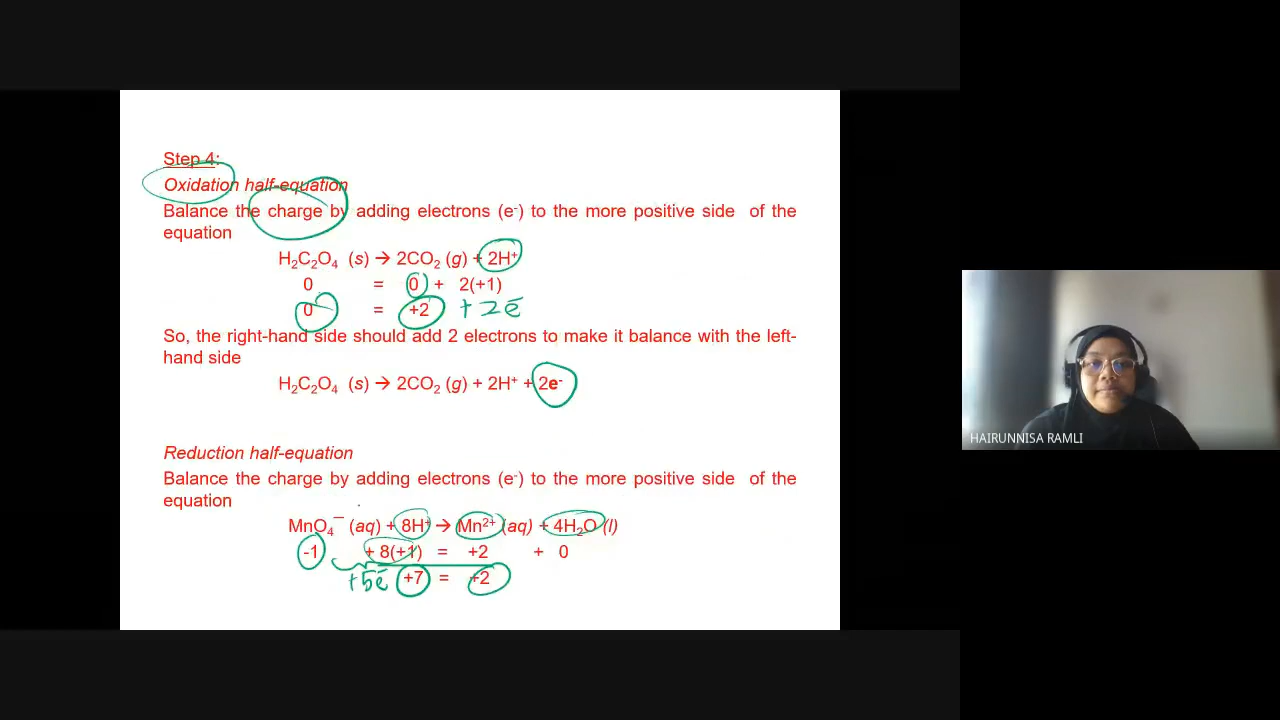 Step 4:
Oxidation half-equation
Balance the charge by adding electrons (e⁻) to the more positive side of the
equation
H₂C₂O₄ (s) → 2CO₂ (g) + 2H⁺
0 = 0 + 2(+1)
0 = +2 + 2e⁻
So, the right-hand side should add 2 electrons to make it balance with the left-
hand side
H₂C₂O₄ (s) → 2CO₂ (g) + 2H⁺ + 2e⁻
Reduction half-equation
Balance the charge by adding electrons (e⁻) to the more positive side of the
equation
MnO₄⁻ (aq) + 8H⁺ → Mn²⁺ (aq) + 4H₂O (l)
-1 + 8(+1) = +2 + 0
+5e⁻ +7 = +2
HAIRUNNISA RAMLI